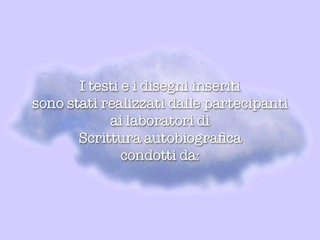 I testi e i disegni inseriti
sono stati realizzati dalle partecipanti
ai laboratori di
Scrittura autobiografica
condotti da: